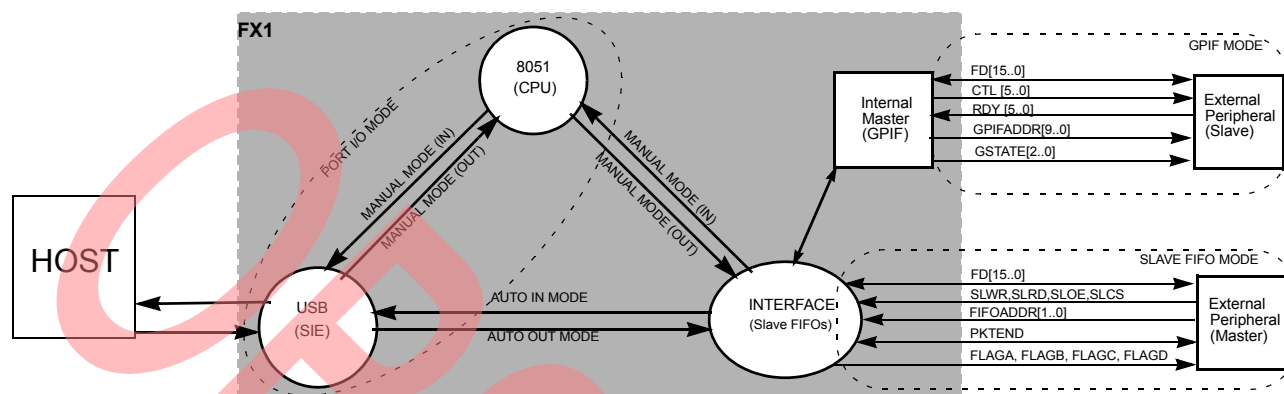 FX1
GPIF MODE
8051
(CPU)
FD[15..0]
CTL [5..0]
RDY [5..0]
GPIFADDR[9..0]
GSTATE[2..0]
Internal
Master
(GPIF)
External
Peripheral
(Slave)
PORT I/O MODE
MANUAL MODE (IN)
MANUAL MODE (OUT)
MANUAL MODE (IN)
MANUAL MODE (OUT)
HOST
USB
(SIE)
AUTO IN MODE
AUTO OUT MODE
INTERFACE
(Slave FIFOs)
SLAVE FIFO MODE
FD[15..0]
SLWR,SLRD,SLOE,SLCS
FIFOADDR[1..0]
PKTEND
FLAGA, FLAGB, FLAGC, FLAGD
External
Peripheral
(Master)